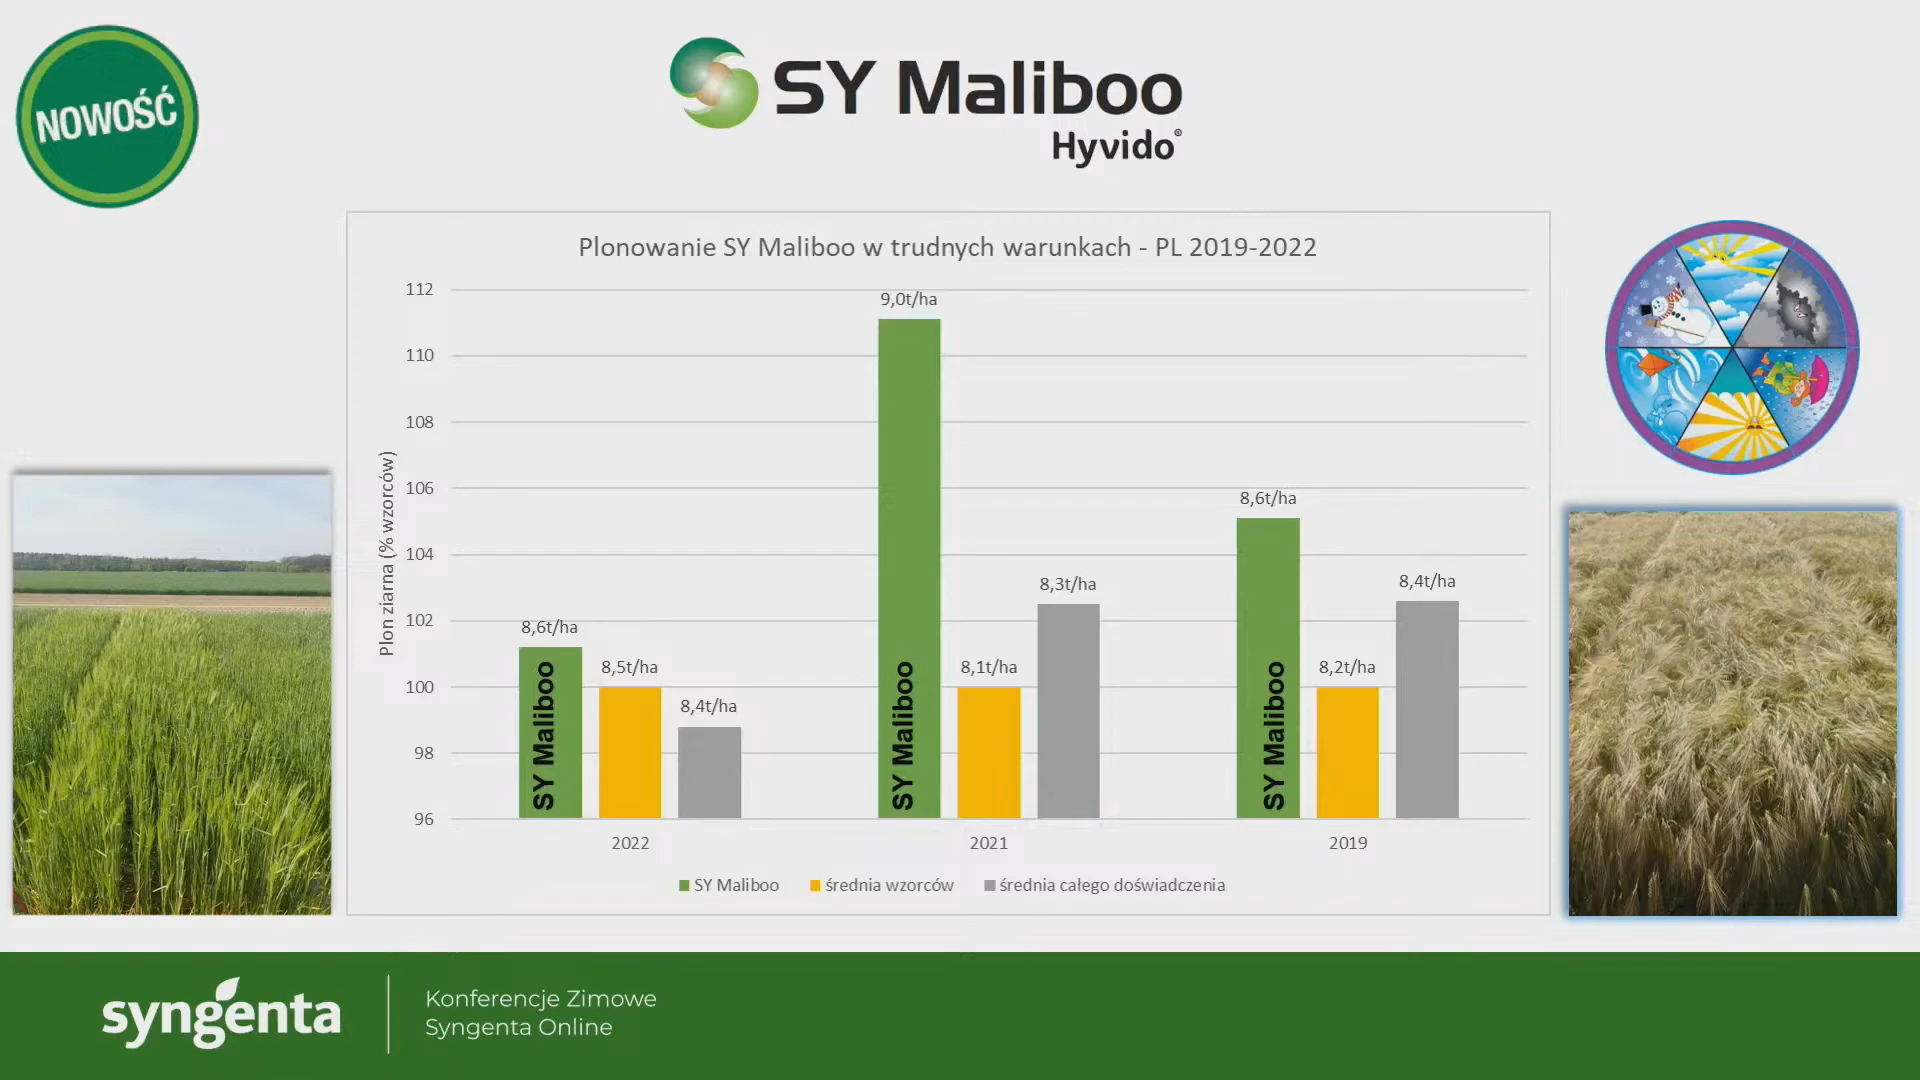 NOWOŚĆ
SY Maliboo
Hyvido®
Plonowanie SY Maliboo w trudnych warunkach - PL 2019-2022
Plon ziarna (% wzorców)
112
110
108
106
104
102
100
98
96
8,6t/ha
8,5t/ha
8,4t/ha
9,0t/ha
8,1t/ha
8,3t/ha
8,6t/ha
8,2t/ha
8,4t/ha
SY Maliboo
SY Maliboo
SY Maliboo
2022
2021
2019
SY Maliboo
średnia wzorców
średnia całego doświadczenia
syngenta
Konferencje Zimowe
Syngenta Online